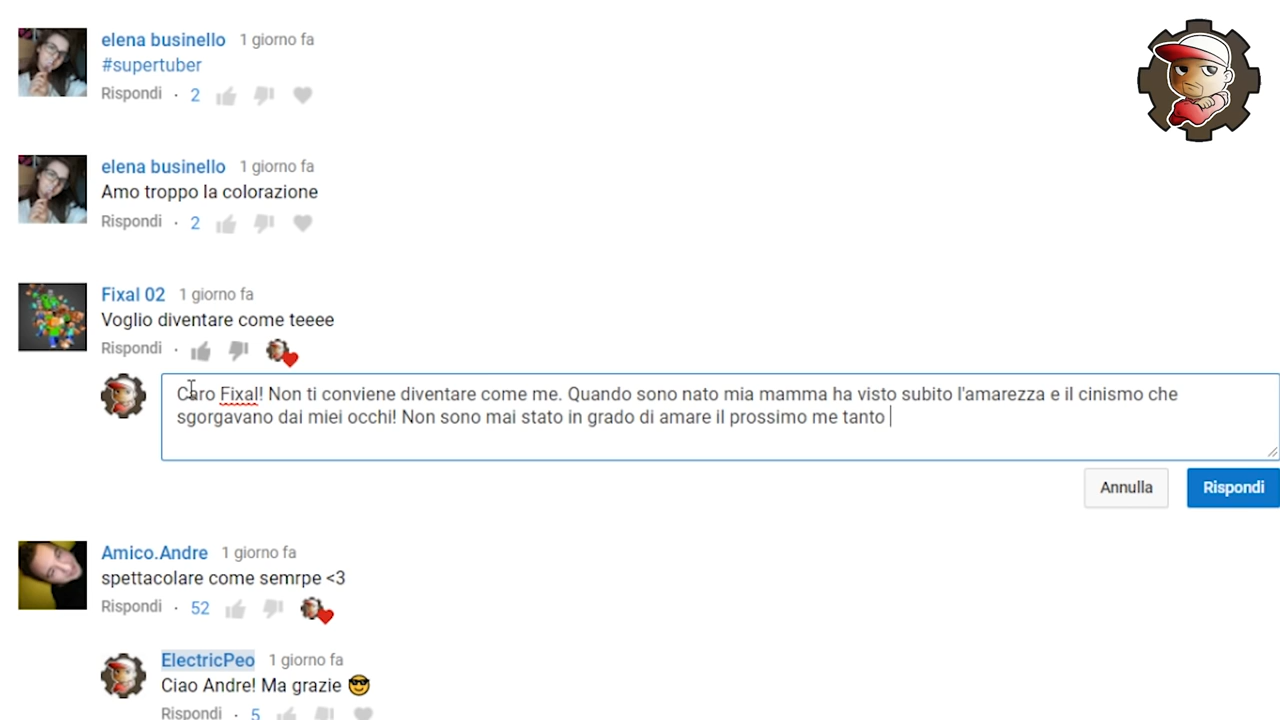 elena businello 1 giorno fa
#supertuber
Rispondi · 2
elena businello 1 giorno fa
Amo troppo la colorazione
Rispondi · 2
Fixal 02 1 giorno fa
Voglio diventare come teeee
Rispondi ·
Caro Fixal! Non ti conviene diventare come me. Quando sono nato mia mamma ha visto subito l'amarezza e il cinismo che
sgorgavano dai miei occhi! Non sono mai stato in grado di amare il prossimo me tanto
Annulla Rispondi
Amico.Andre 1 giorno fa
spettacolare come semrpe <3
Rispondi · 52
ElectricPeo 1 giorno fa
Ciao Andre! Ma grazie 😎
Rispondi · 5